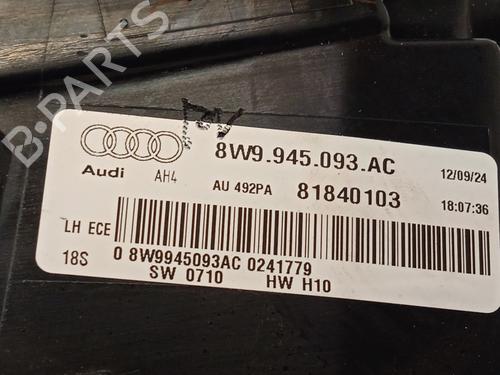 B-PARTS
8W9.945.093.AC
12/09/24
Audi AH4
AU 492PA 81840103
18:07:36
LH ECE
18S
0 8W9945093AC 0241779
SW 0710 HW H10